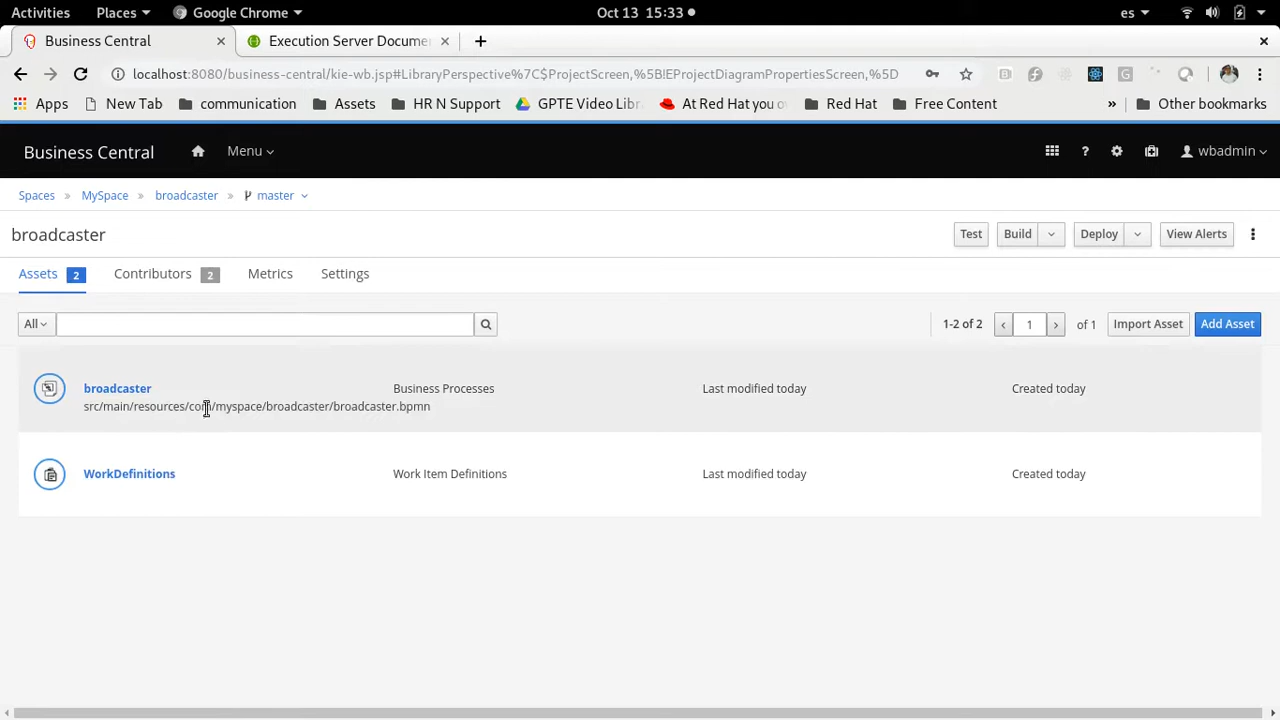 Activities Places Google Chrome Oct 13 15:33 es
Business Central Execution Server Docume
localhost:8080/business-central/kie-wb.jsp#LibraryPerspective%7C$ProjectScreen,%5B!EProjectDiagramPropertiesScreen,%5D
Apps New Tab communication Assets HR N Support GPTE Video Libr At Red Hat you o Red Hat Free Content » Other bookmarks
Business Central Menu ? wbadmin
Spaces » MySpace » broadcaster » master
broadcaster Test Build Deploy View Alerts
Assets 2 Contributors 2 Metrics Settings
All 1-2 of 2 1 of 1 Import Asset Add Asset
broadcaster Business Processes Last modified today Created today
src/main/resources/com/myspace/broadcaster/broadcaster.bpmn
WorkDefinitions Work Item Definitions Last modified today Created today